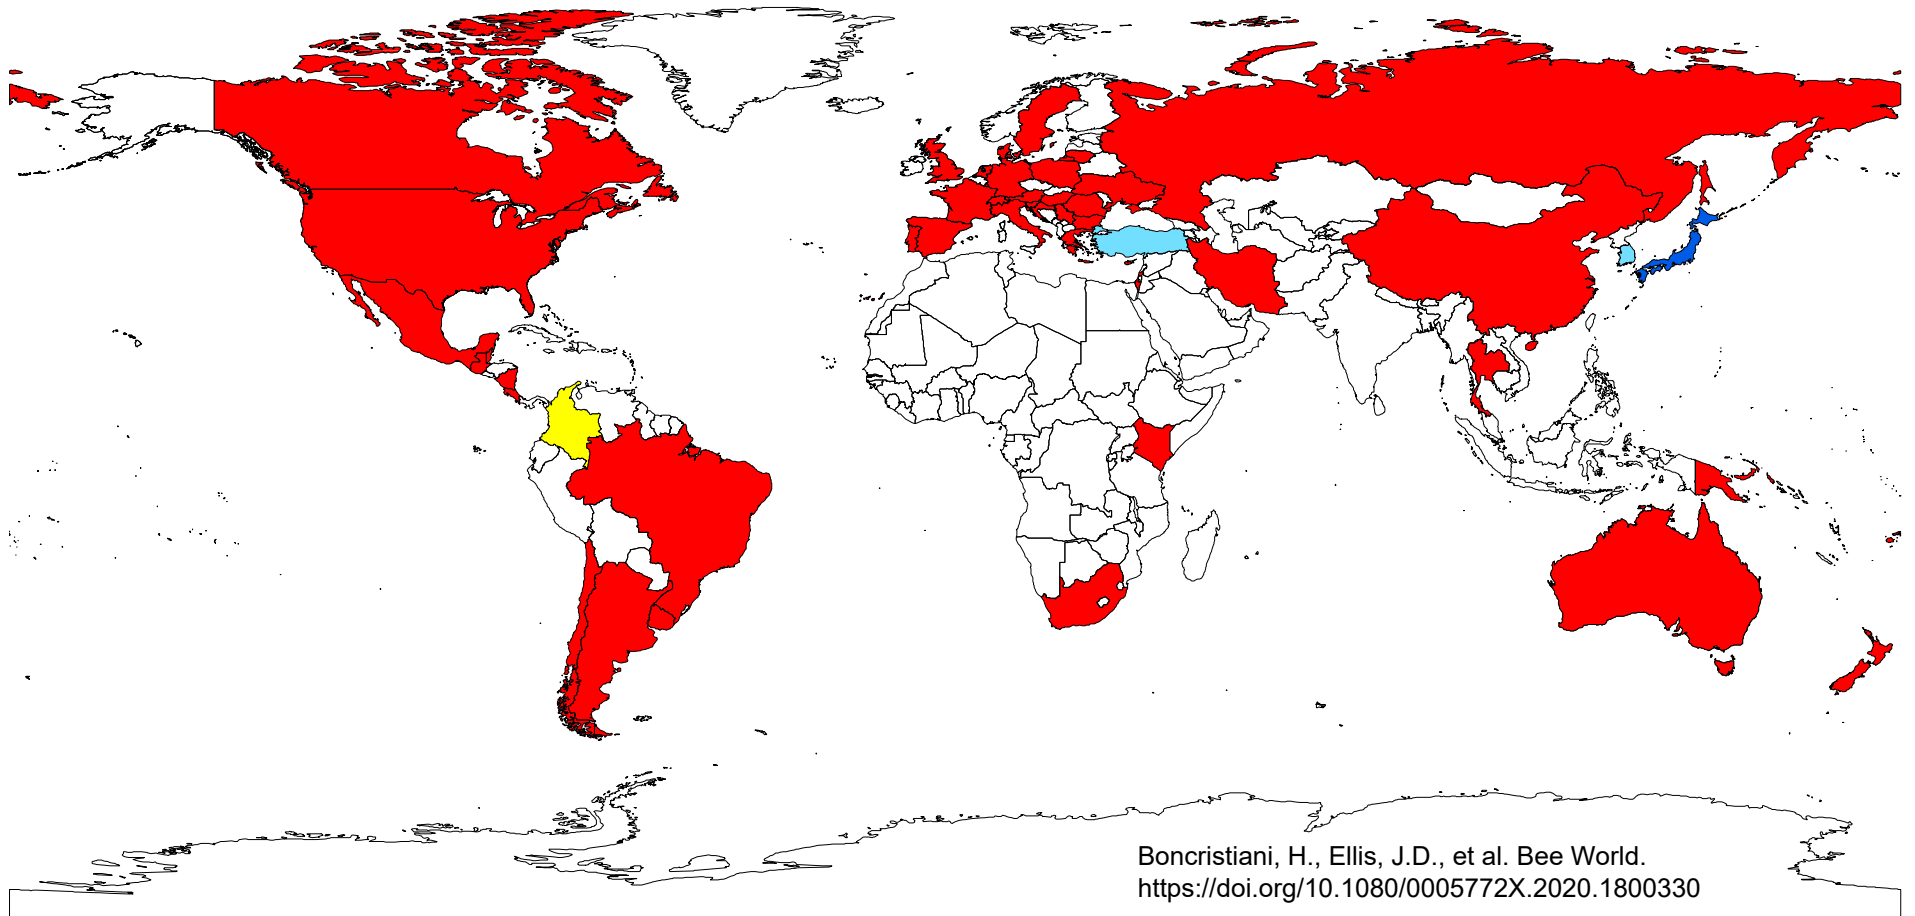 Boncristiani, H., Ellis, J.D., et al. Bee World.
https://doi.org/10.1080/0005772X.2020.1800330